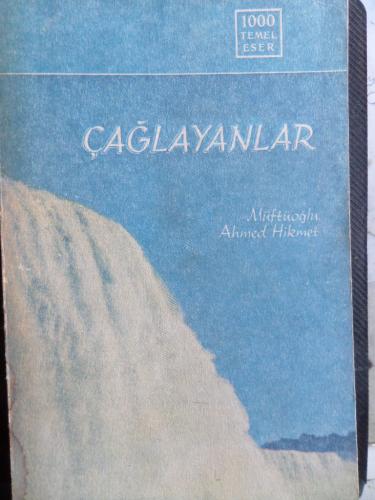 1000
TEMEL
ESER
ÇAĞLAYANLAR
Müftüoğlu
Ahmed Hikmet